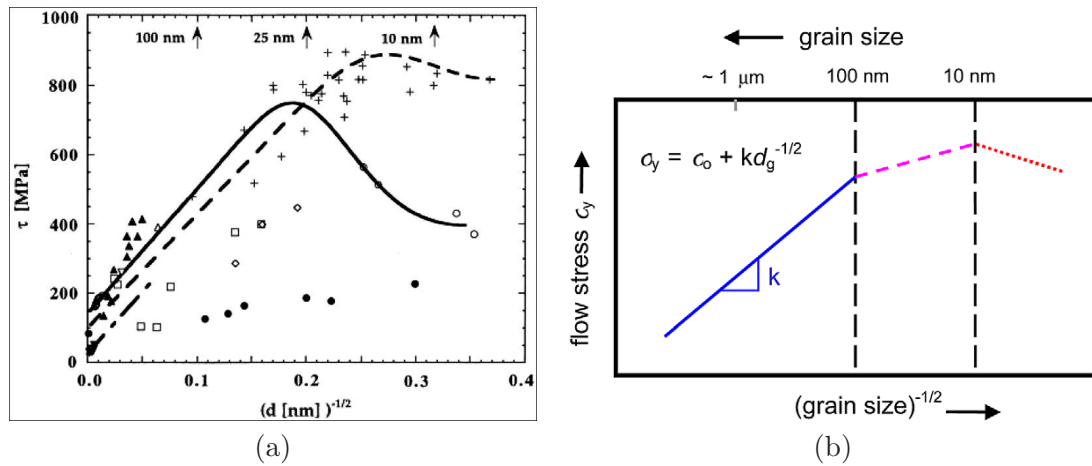 1000
800
600
400
200
0
τ [MPa]
100 nm
25 nm
10 nm
0.0
0.1
0.2
0.3
0.4
(d [nm] )-1/2
(a)
grain size
~ 1 μm
100 nm
10 nm
σy = σo + kdg-1/2
k
flow stress σy
(grain size)-1/2
(b)